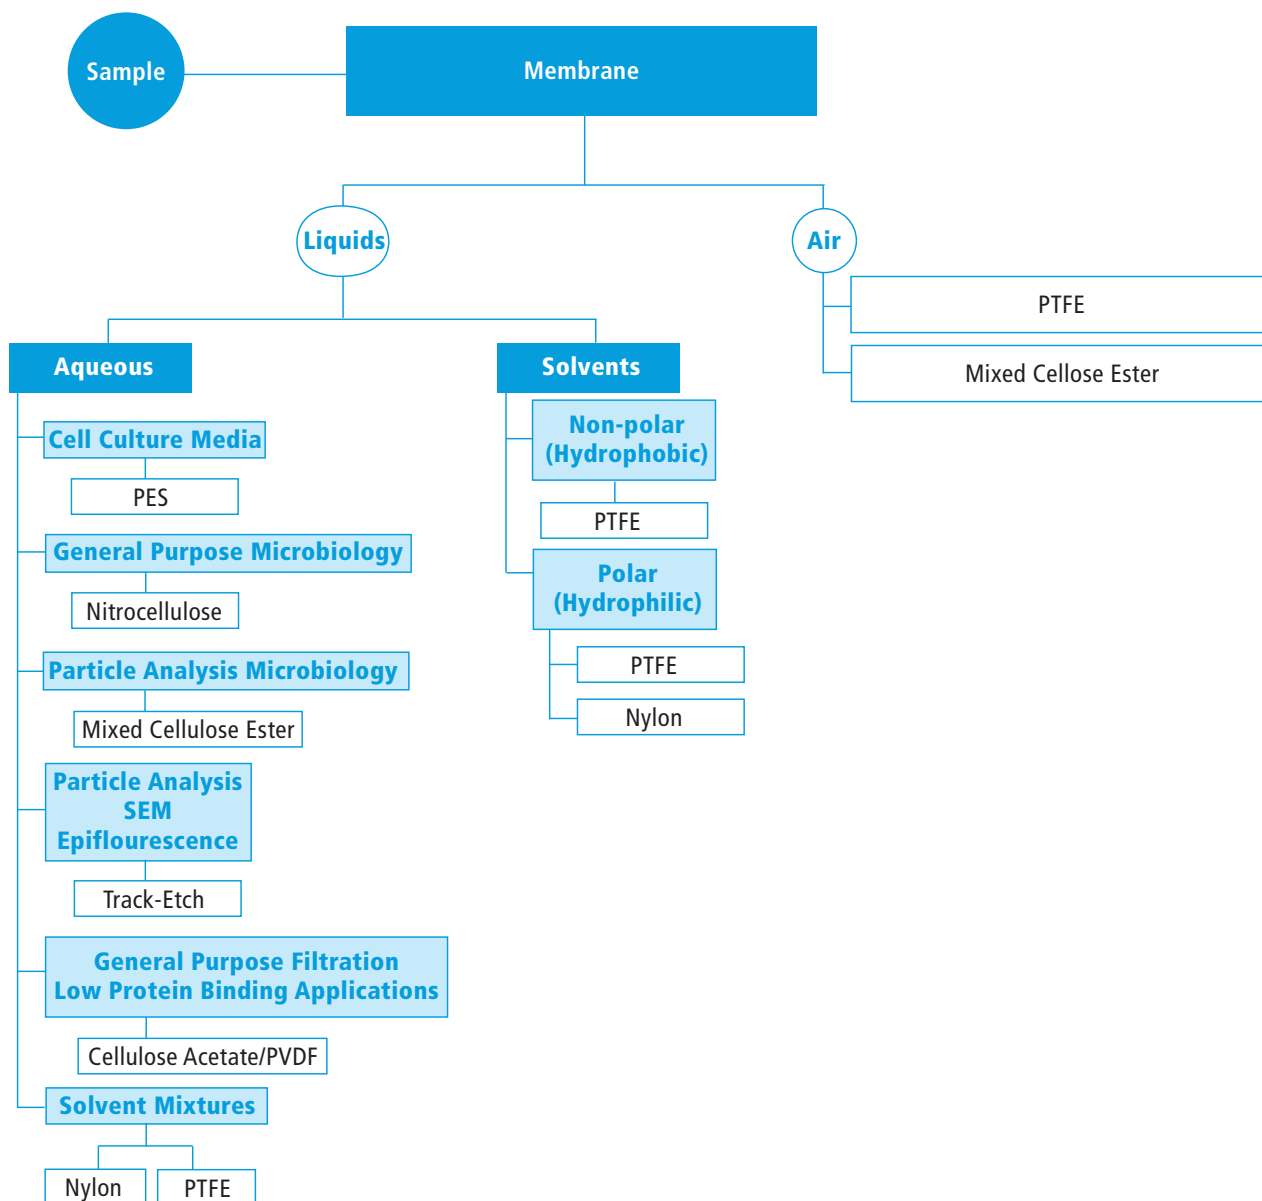 Sample
Membrane
Liquids
Air
PTFE
Mixed Cellose Ester
Aqueous
Solvents
Cell Culture Media
PES
General Purpose Microbiology
Nitrocellulose
Particle Analysis Microbiology
Mixed Cellulose Ester
Particle Analysis
SEM
Epiflourescence
Track-Etch
General Purpose Filtration
Low Protein Binding Applications
Cellulose Acetate/PVDF
Solvent Mixtures
Nylon
PTFE
Non-polar
(Hydrophobic)
PTFE
Polar
(Hydrophilic)
PTFE
Nylon